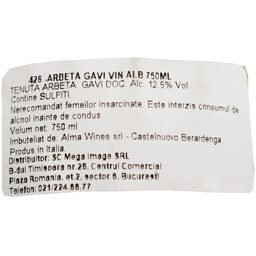 426 .ARBETA GAVI VIN ALB 750ML
TENUTA ARBETA. GAVI DOC. Alc. 12.5% Vol
Contine SULFITI.
Nerecomandat femeilor insarcinate. Este interzis consumul de
alcool inainte de condus
Volum net: 750 ml
Imbuteliat de: Alma Wines srl - Castelnuovo Berardenga
Produs in Italia.
Distribuitor: SC Mega Image SRL
B-dul Timisoara nr.26, Centrul Comercial
Plaza Romania, et.2, sector 6, Bucuresti
Telefon: 021/224.66.77